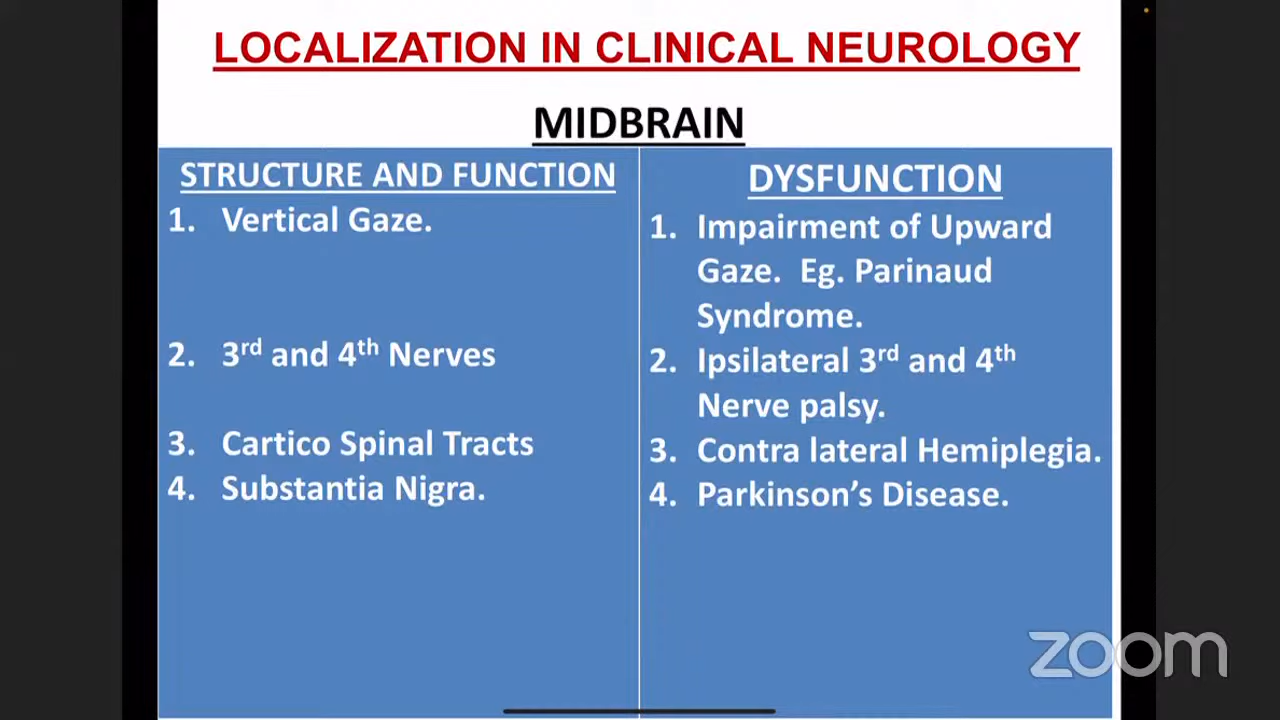 LOCALIZATION IN CLINICAL NEUROLOGY
MIDBRAIN
STRUCTURE AND FUNCTION
1. Vertical Gaze.
2. 3rd and 4th Nerves
3. Cartico Spinal Tracts
4. Substantia Nigra.
DYSFUNCTION
1. Impairment of Upward
Gaze. Eg. Parinaud
Syndrome.
2. Ipsilateral 3rd and 4th
Nerve palsy.
3. Contra lateral Hemiplegia.
4. Parkinson’s Disease.
zoom